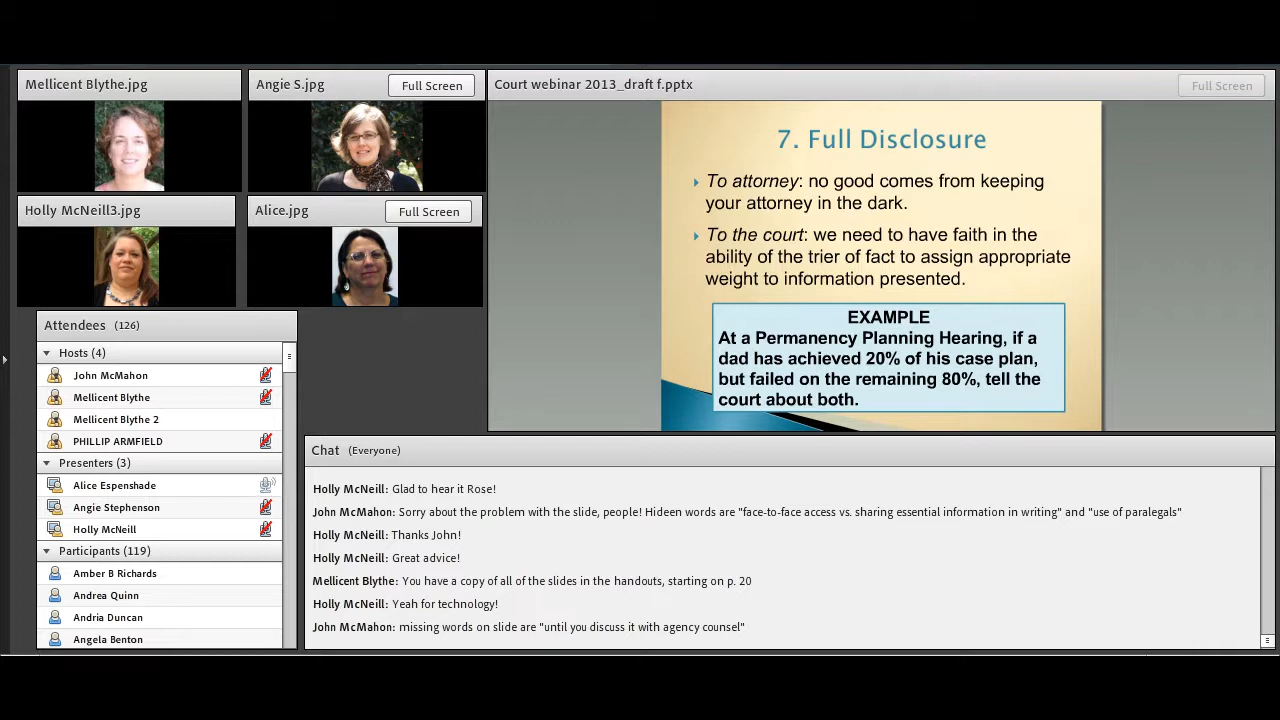 Mellicent Blythe.jpg
Angie S.jpg
Full Screen
Holly McNeill3.jpg
Alice.jpg
Full Screen
Attendees (126)
Hosts (4)
John McMahon
Mellicent Blythe
Mellicent Blythe 2
PHILLIP ARMFIELD
Presenters (3)
Alice Espenshade
Angie Stephenson
Holly McNeill
Participants (119)
Amber B Richards
Andrea Quinn
Andria Duncan
Angela Benton
Court webinar 2013_draft f.pptx
Full Screen
7. Full Disclosure
To attorney: no good comes from keeping
your attorney in the dark.
To the court: we need to have faith in the
ability of the trier of fact to assign appropriate
weight to information presented.
EXAMPLE
At a Permanency Planning Hearing, if a
dad has achieved 20% of his case plan,
but failed on the remaining 80%, tell the
court about both.
Chat (Everyone)
Holly McNeill: Glad to hear it Rose!
John McMahon: Sorry about the problem with the slide, people! Hideen words are "face-to-face access vs. sharing essential information in writing" and "use of paralegals"
Holly McNeill: Thanks John!
Holly McNeill: Great advice!
Mellicent Blythe: You have a copy of all of the slides in the handouts, starting on p. 20
Holly McNeill: Yeah for technology!
John McMahon: missing words on slide are "until you discuss it with agency counsel"